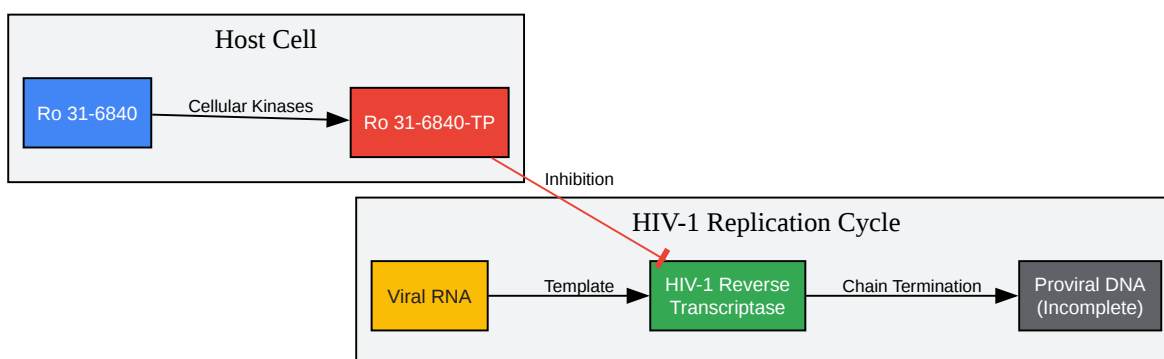 Host Cell
Ro 31-6840
Cellular Kinases
Ro 31-6840-TP
Inhibition
HIV-1 Replication Cycle
Viral RNA
Template
HIV-1 Reverse
Transcriptase
Chain Termination
Proviral DNA
(Incomplete)